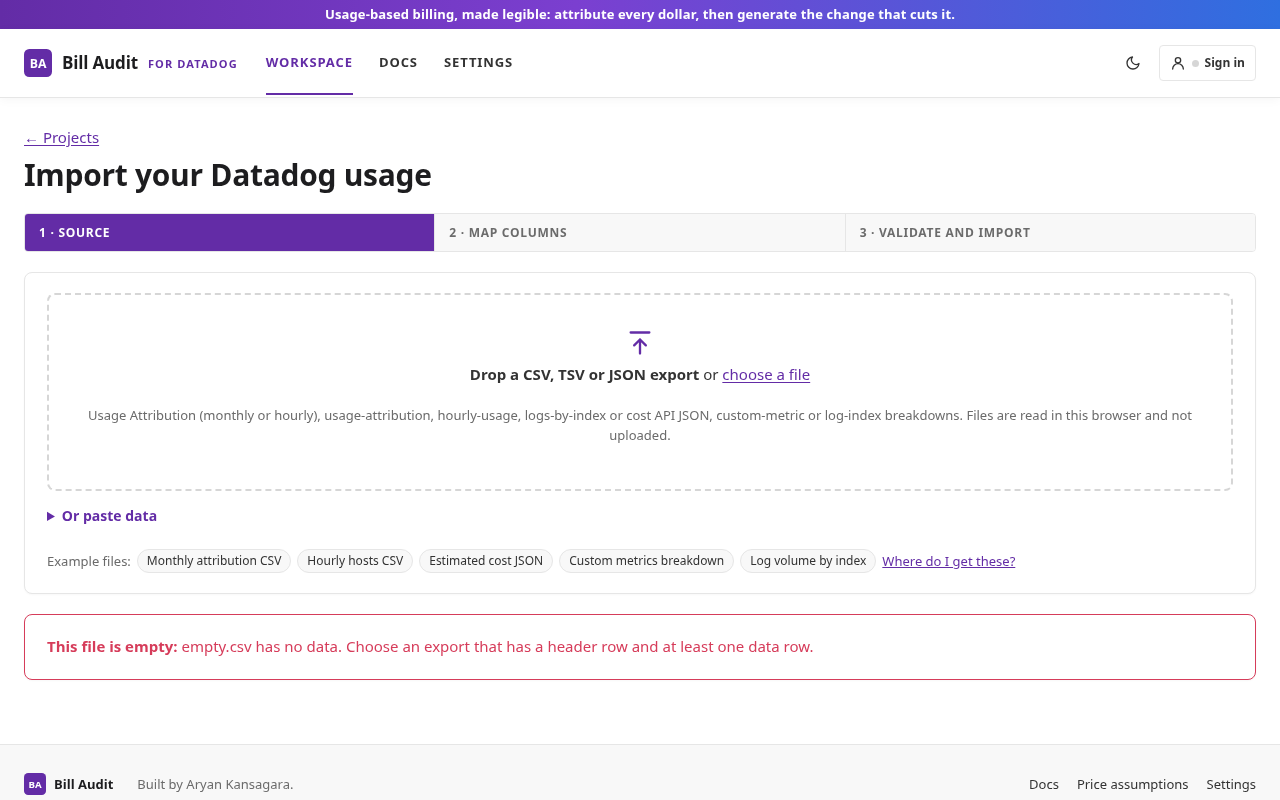 Usage-based billing, made legible: attribute every dollar, then generate the change that cuts it.
BA Bill Audit FOR DATADOG WORKSPACE DOCS SETTINGS Sign in
← Projects
Import your Datadog usage
1 · SOURCE 2 · MAP COLUMNS 3 · VALIDATE AND IMPORT
Drop a CSV, TSV or JSON export or choose a file
Usage Attribution (monthly or hourly), usage-attribution, hourly-usage, logs-by-index or cost API JSON, custom-metric or log-index breakdowns. Files are read in this browser and not
uploaded.
Or paste data
Example files: Monthly attribution CSV Hourly hosts CSV Estimated cost JSON Custom metrics breakdown Log volume by index Where do I get these?
This file is empty: empty.csv has no data. Choose an export that has a header row and at least one data row.
BA Bill Audit Built by Aryan Kansagara. Docs Price assumptions Settings